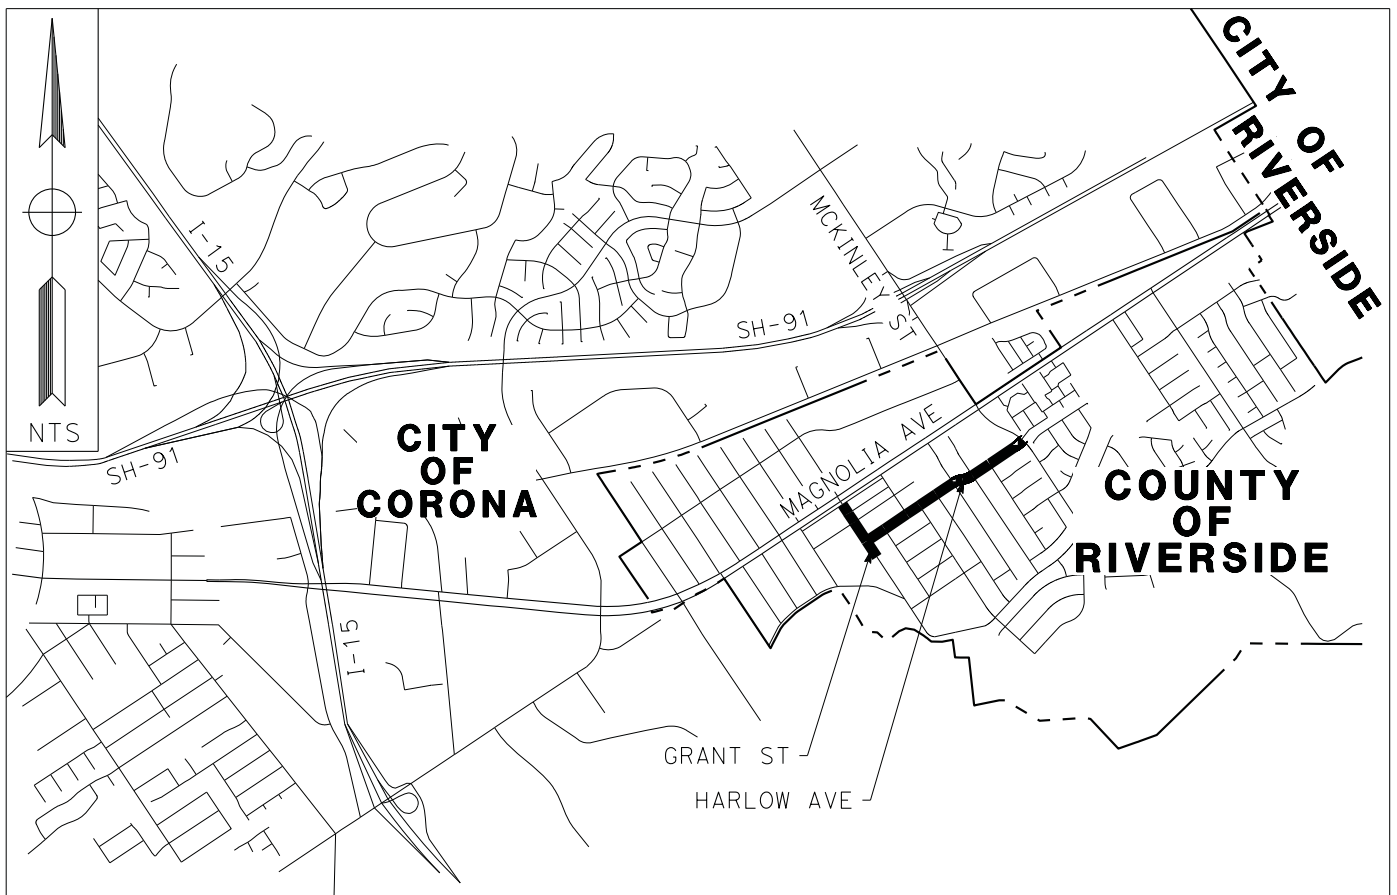 CITY OF
RIVERSIDE
I-15
MCKINLEY ST
SH-91
NTS
SH-91
CITY
OF
CORONA
MAGNOLIA AVE
COUNTY
OF
RIVERSIDE
I-15
GRANT ST
HARLOW AVE